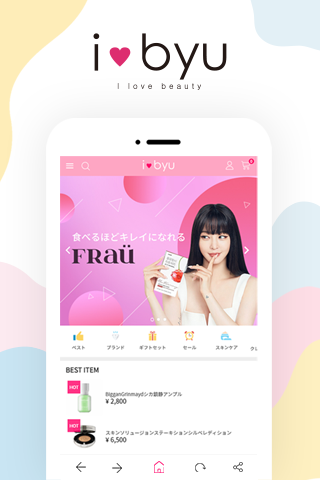 i♥byu
I love beauty
i♥byu
0
食べるほどキレイになれる
FRAÜ
ベスト
ブランド
ギフトセット
セール
スキンケア
BEST ITEM
HOT
BIgganGrinmaydシカ鎮静アンプル
¥ 2,800
HOT
スキンソリューションステーキションシルベレディション
¥ 6,500